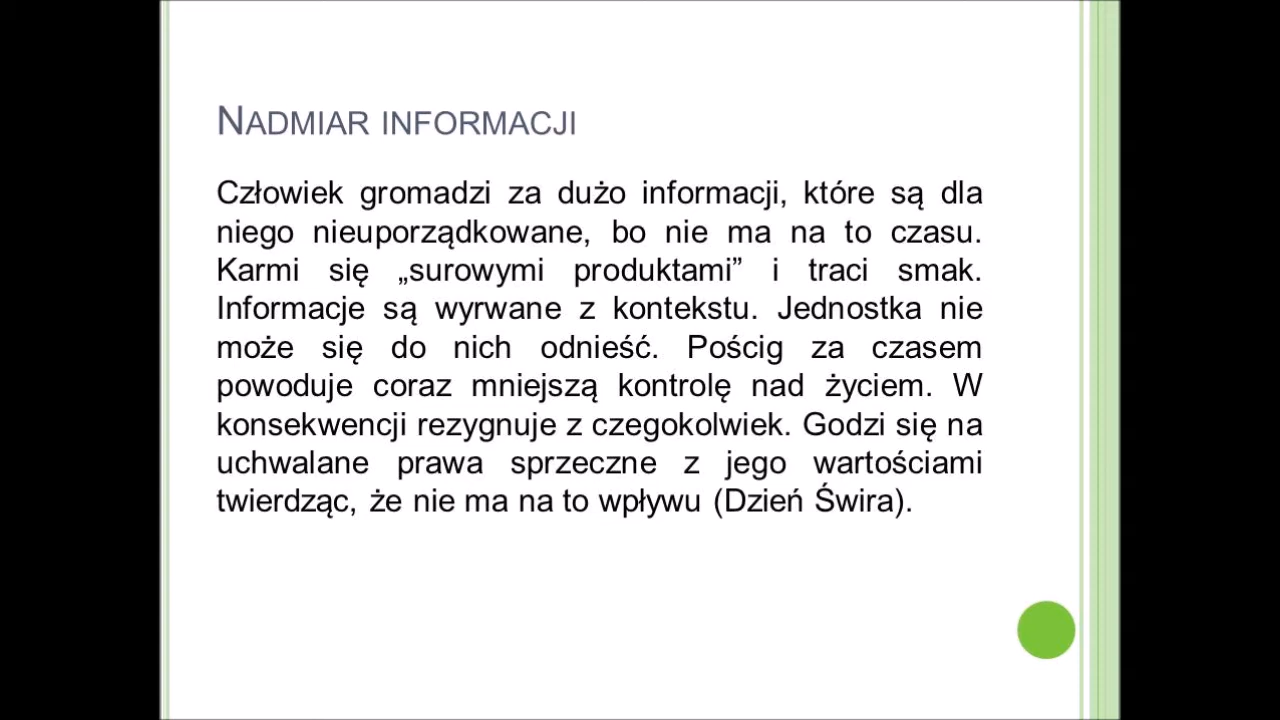 NADMIAR INFORMACJI
Człowiek gromadzi za dużo informacji, które są dla
niego nieuporządkowane, bo nie ma na to czasu.
Karmi się „surowymi produktami” i traci smak.
Informacje są wyrwane z kontekstu. Jednostka nie
może się do nich odnieść. Pościg za czasem
powoduje coraz mniejszą kontrolę nad życiem. W
konsekwencji rezygnuje z czegokolwiek. Godzi się na
uchwalane prawa sprzeczne z jego wartościami
twierdząc, że nie ma na to wpływu (Dzień Świra).